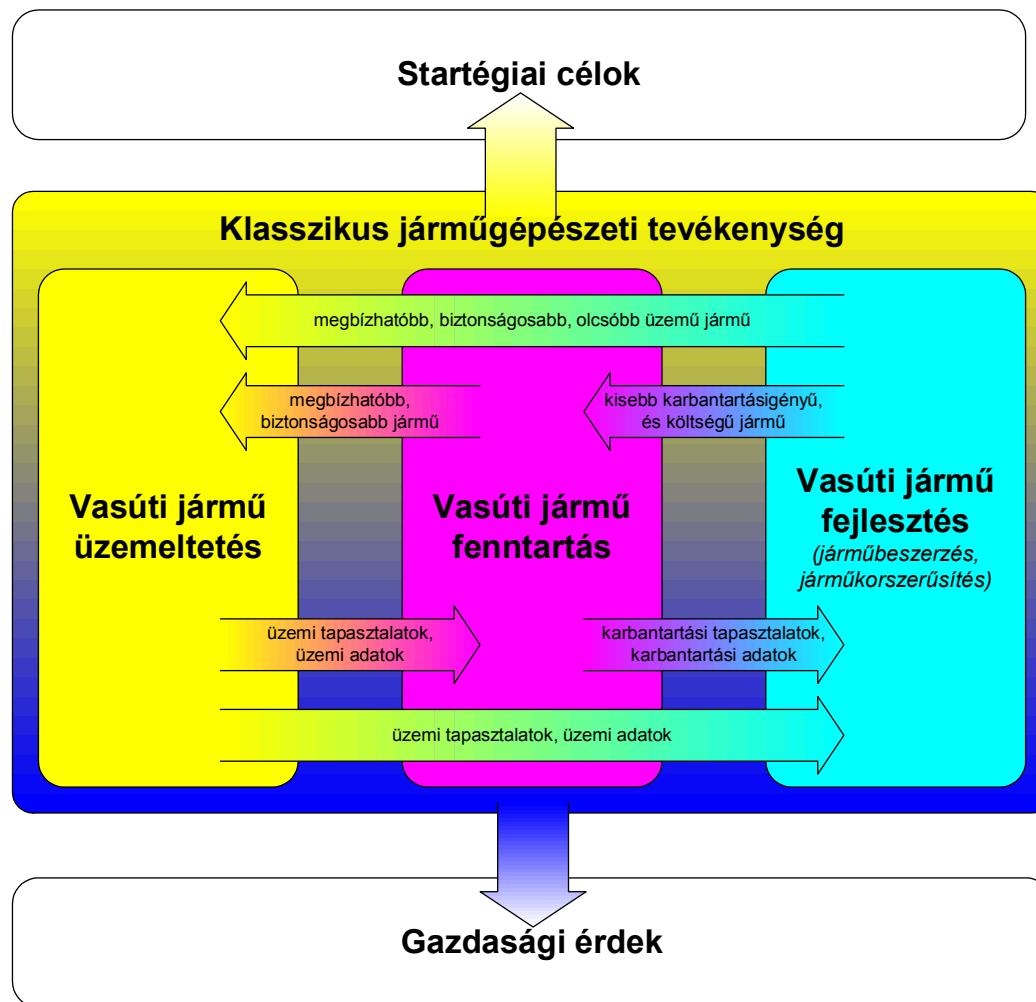 Startégiai célok
Klasszikus járműgépészeti tevékenység
megbízhatóbb, biztonságosabb, olcsóbb üzemű jármű
megbízhatóbb,
biztonságosabb jármű
kisebb karbantartásigényű,
és költségű jármű
Vasúti jármű
üzemeltetés
Vasúti jármű
fenntartás
Vasúti jármű
fejlesztés
(járműbeszerzés,
járműkorszerűsítés)
üzemi tapasztalatok,
üzemi adatok
karbantartási tapasztalatok,
karbantartási adatok
üzemi tapasztalatok, üzemi adatok
Gazdasági érdek